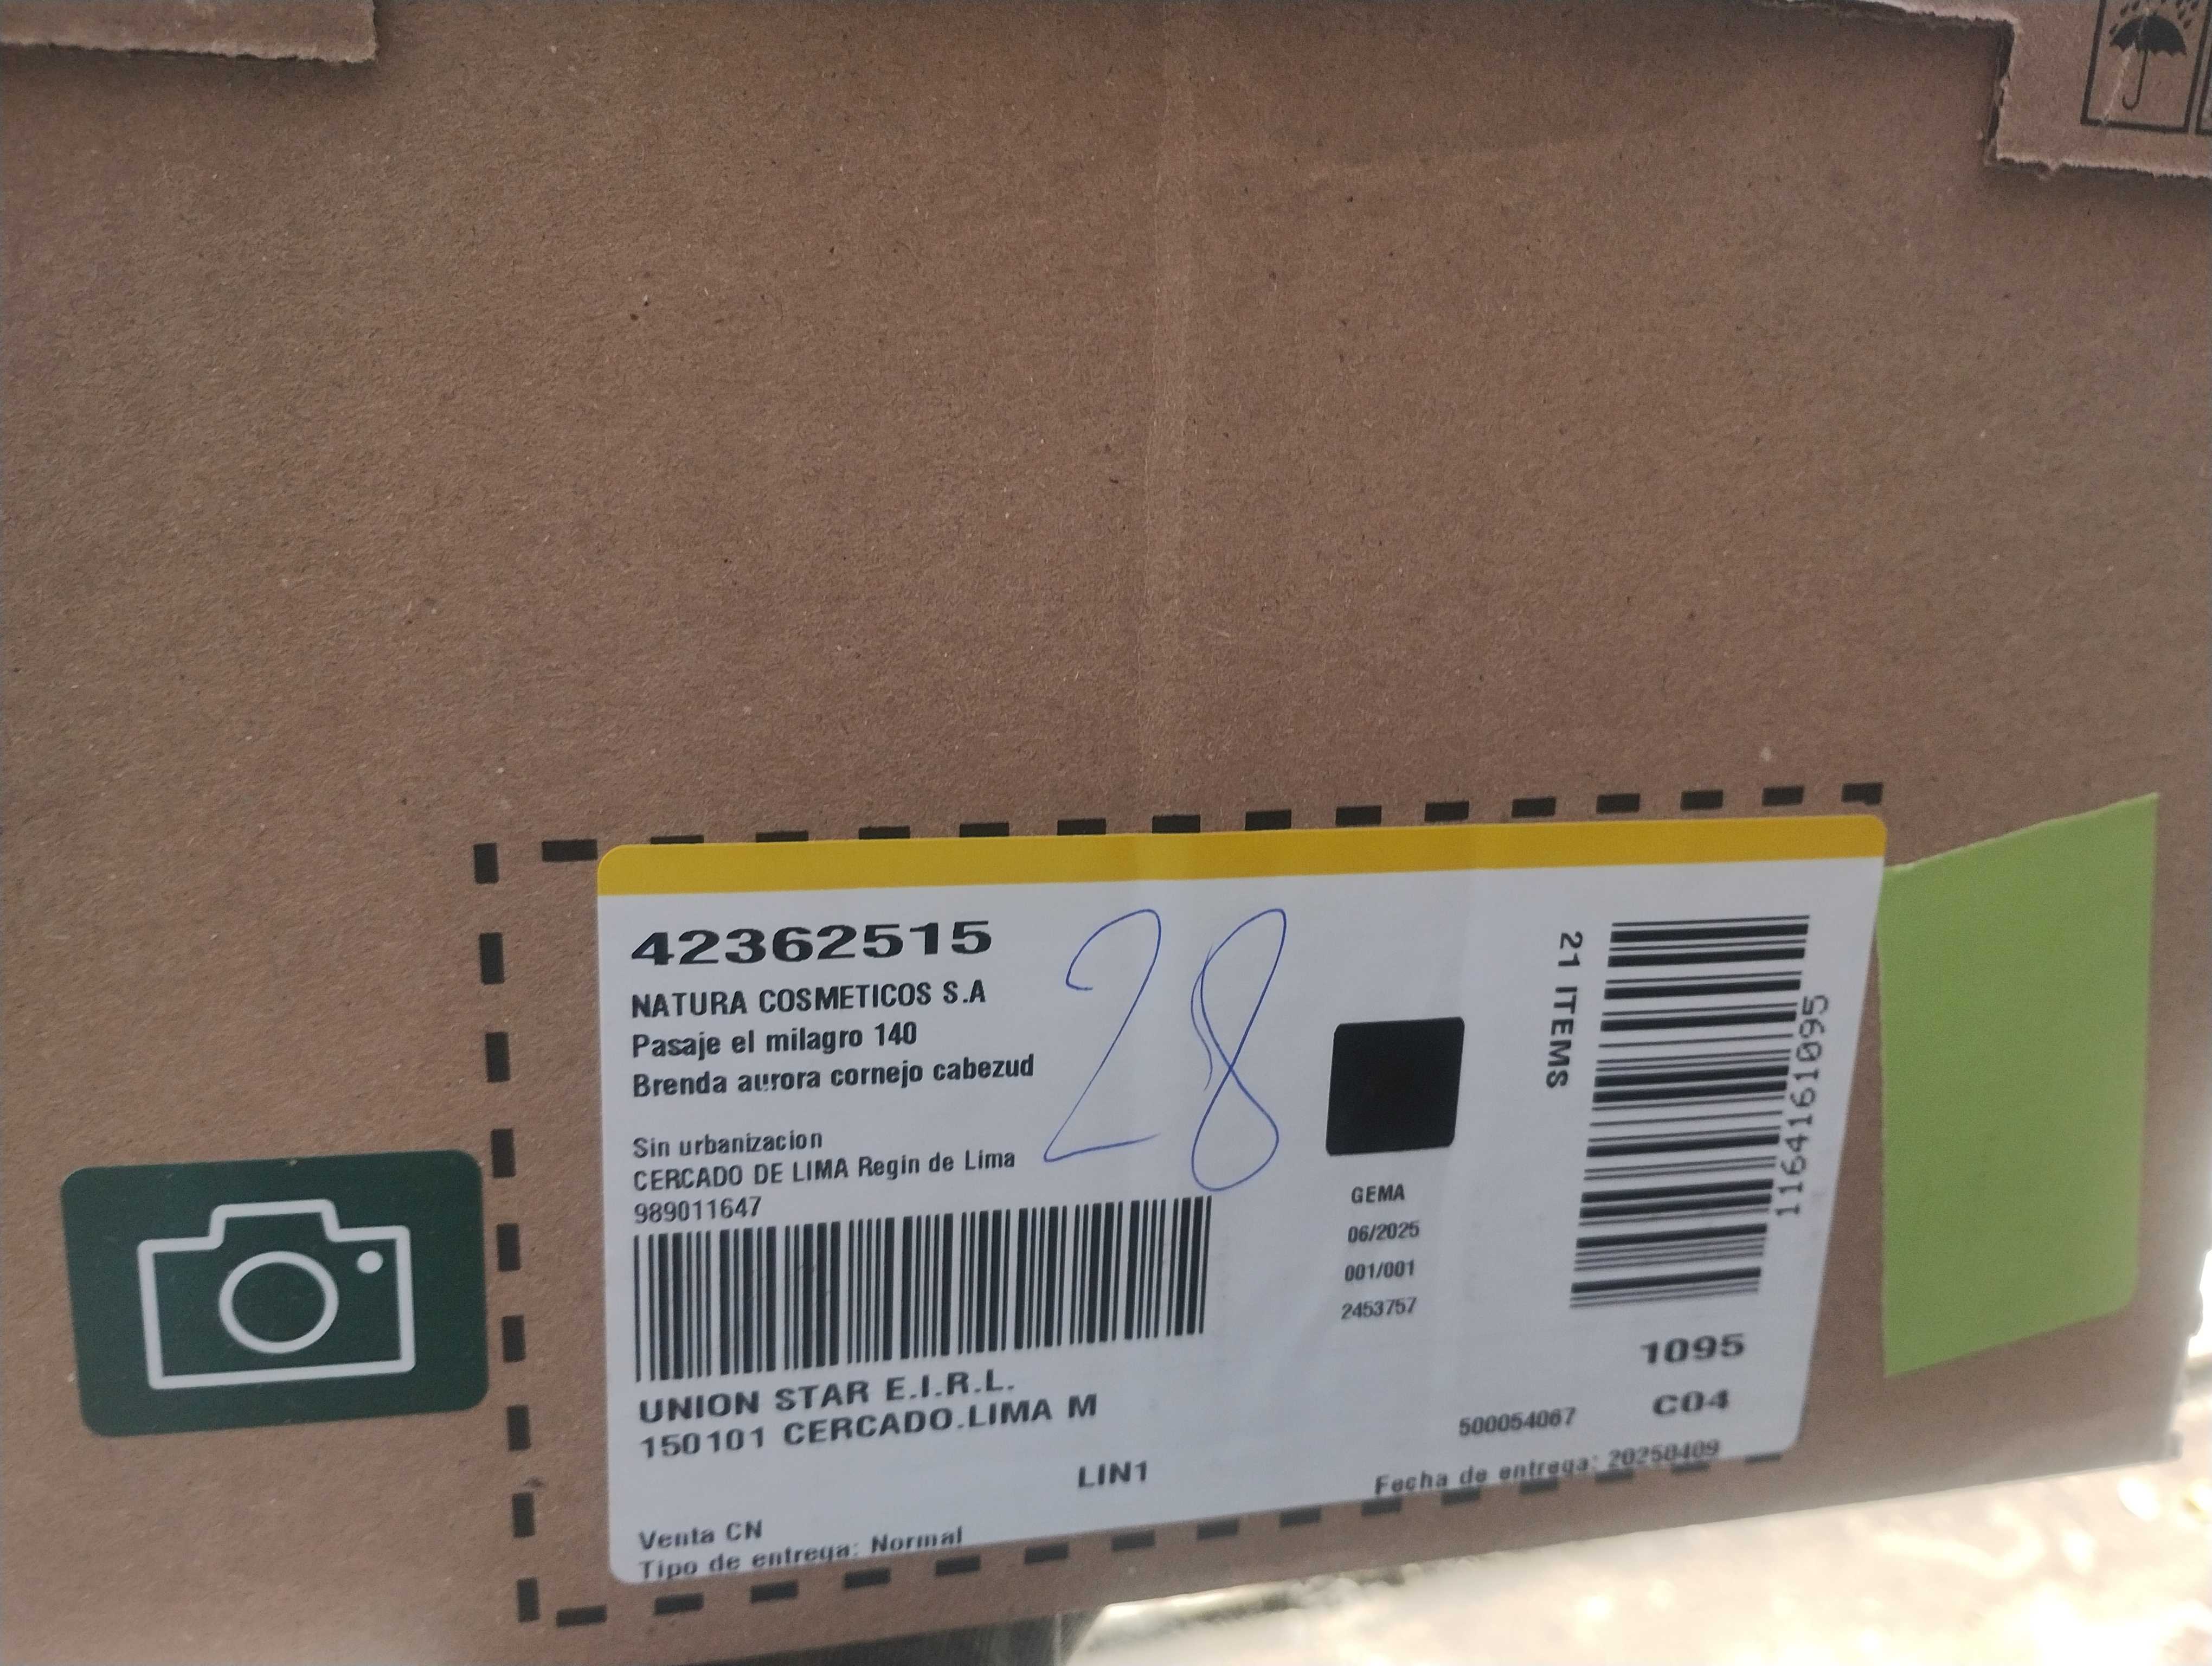 42362515
NATURA COSMETICOS S.A
Pasaje el milagro 140
Brenda aurora cornejo cabezud
Sin urbanizacion
CERCADO DE LIMA Regin de Lima
989011647
UNION STAR E.I.R.L.
150101 CERCADO.LIMA M
LIN1
Venta CN
Tipo de entrega: Normal
28
GEMA
06/2025
001/001
2453757
21 ITEMS
116416161095
1095
C04
500054067
Fecha de entrega: 20250409